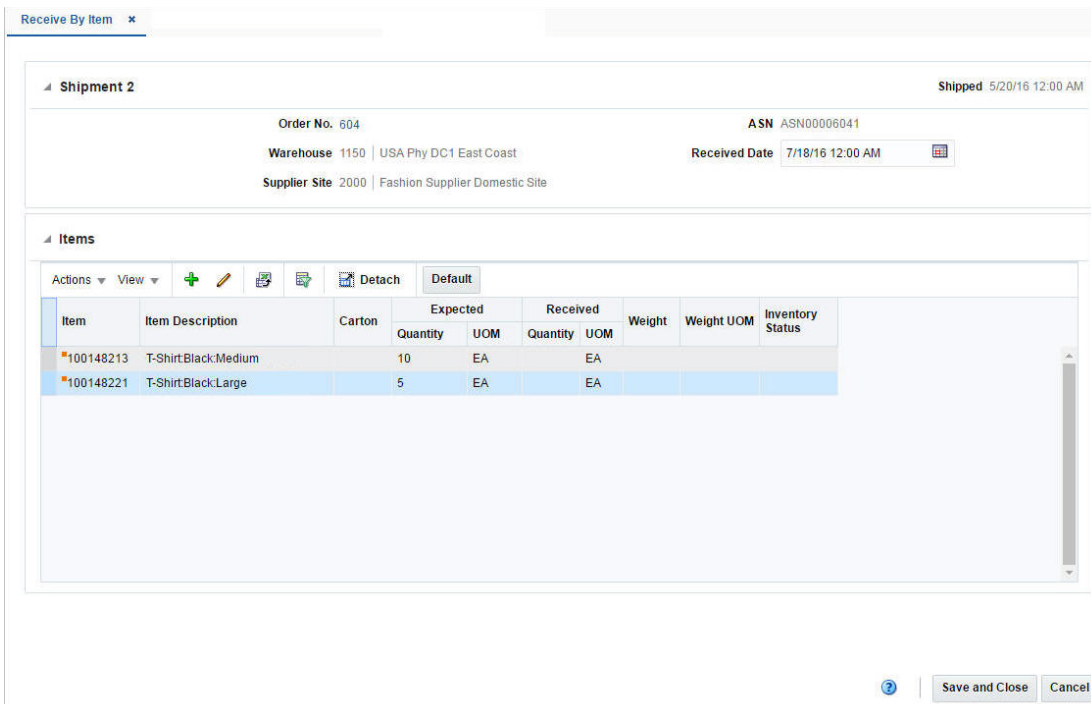 Receive By Item
Shipment 2 Shipped 5/20/16 12:00 AM
Order No. 604 ASN ASN00006041
Warehouse 1150 USA Phy DC1 East Coast Received Date 7/18/16 12:00 AM
Supplier Site 2000 Fashion Supplier Domestic Site
Items
Actions View Detach Default
Item Item Description Carton Expected Received Weight Weight UOM Inventory Status
Quantity UOM Quantity UOM
100148213 T-Shirt:Black:Medium 10 EA EA
100148221 T-Shirt:Black:Large 5 EA EA
? Save and Close Cancel